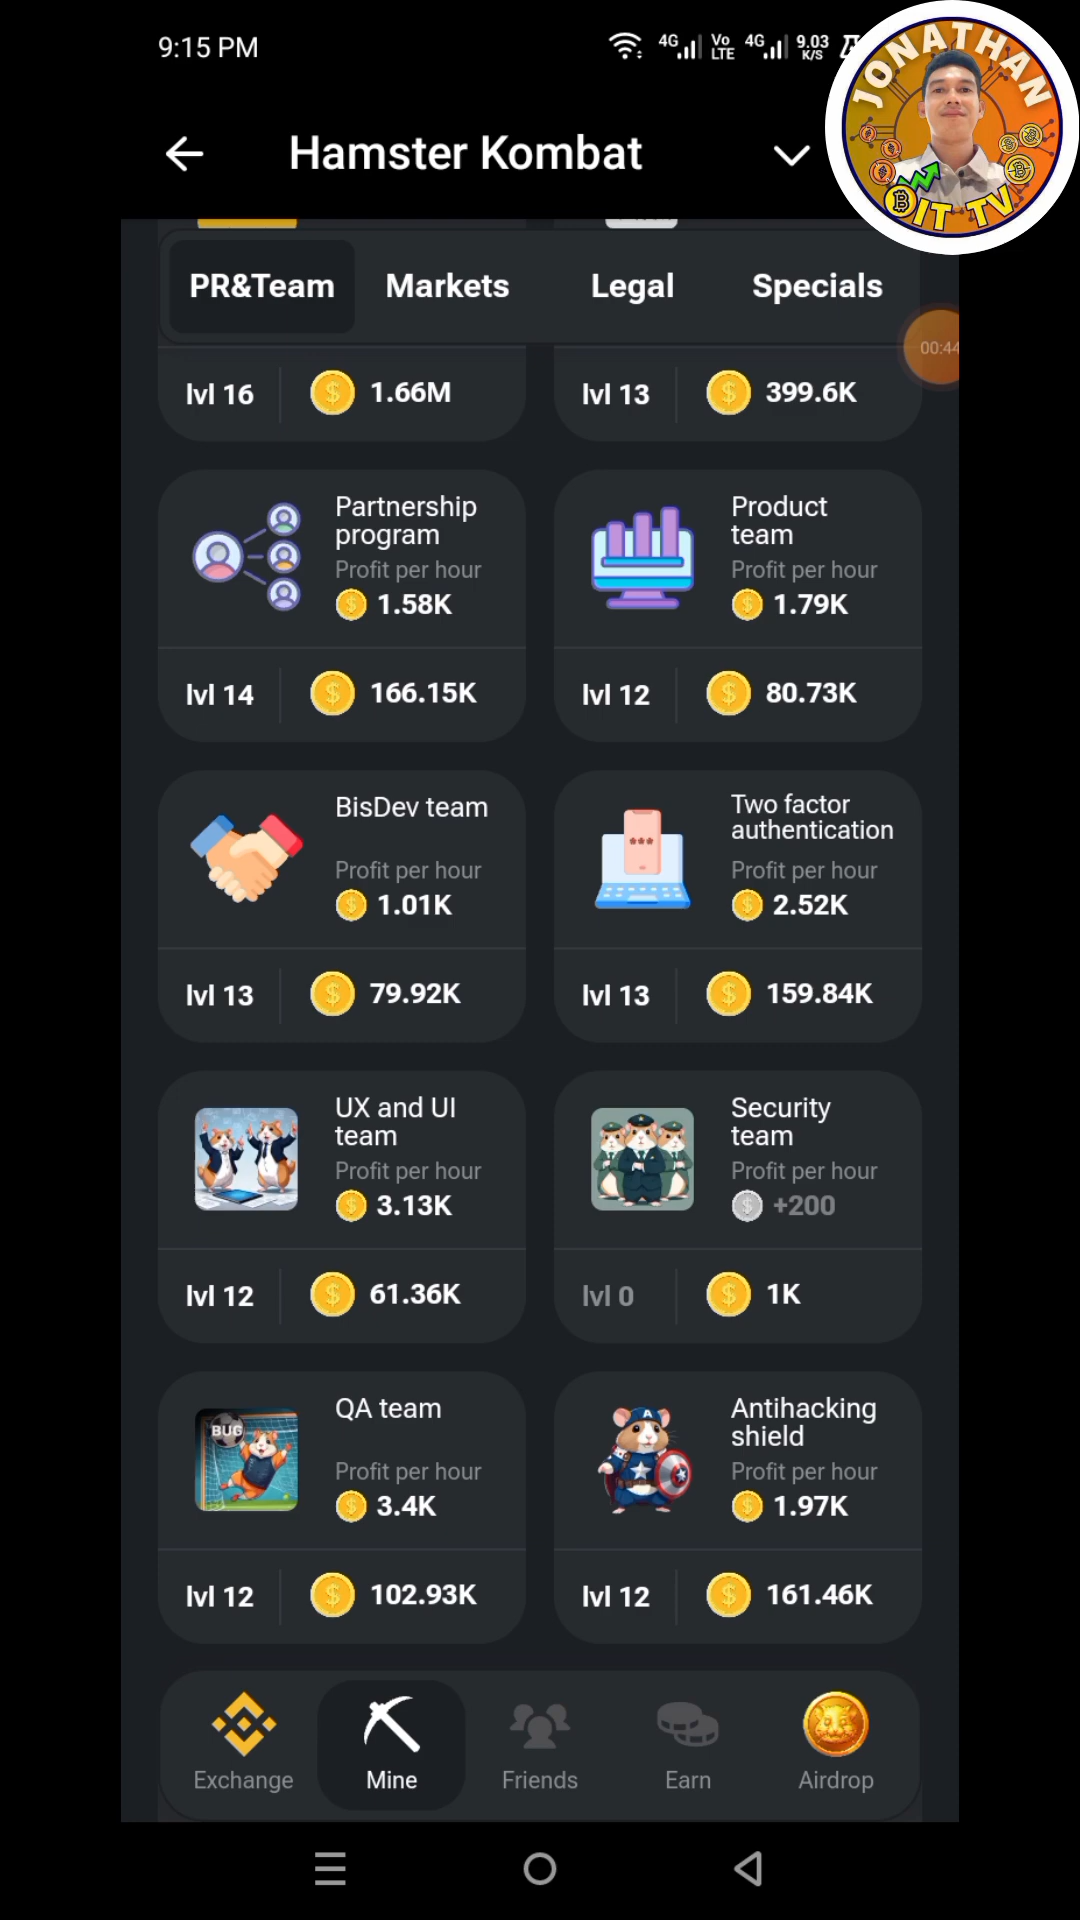 9:15 PM
4G
Vo
LTE
4G
9.03
K/S
JONATHAN
BIT TV
Hamster Kombat
PR&Team Markets Legal Specials
00:44
lvl 16 1.66M
lvl 13 399.6K
Partnership
program
Profit per hour
1.58K
lvl 14 166.15K
Product
team
Profit per hour
1.79K
lvl 12 80.73K
BisDev team
Profit per hour
1.01K
lvl 13 79.92K
Two factor
authentication
Profit per hour
2.52K
lvl 13 159.84K
UX and UI
team
Profit per hour
3.13K
lvl 12 61.36K
Security
team
Profit per hour
+200
lvl 0 1K
BUG
QA team
Profit per hour
3.4K
lvl 12 102.93K
A
Antihacking
shield
Profit per hour
1.97K
lvl 12 161.46K
Exchange Mine Friends Earn Airdrop